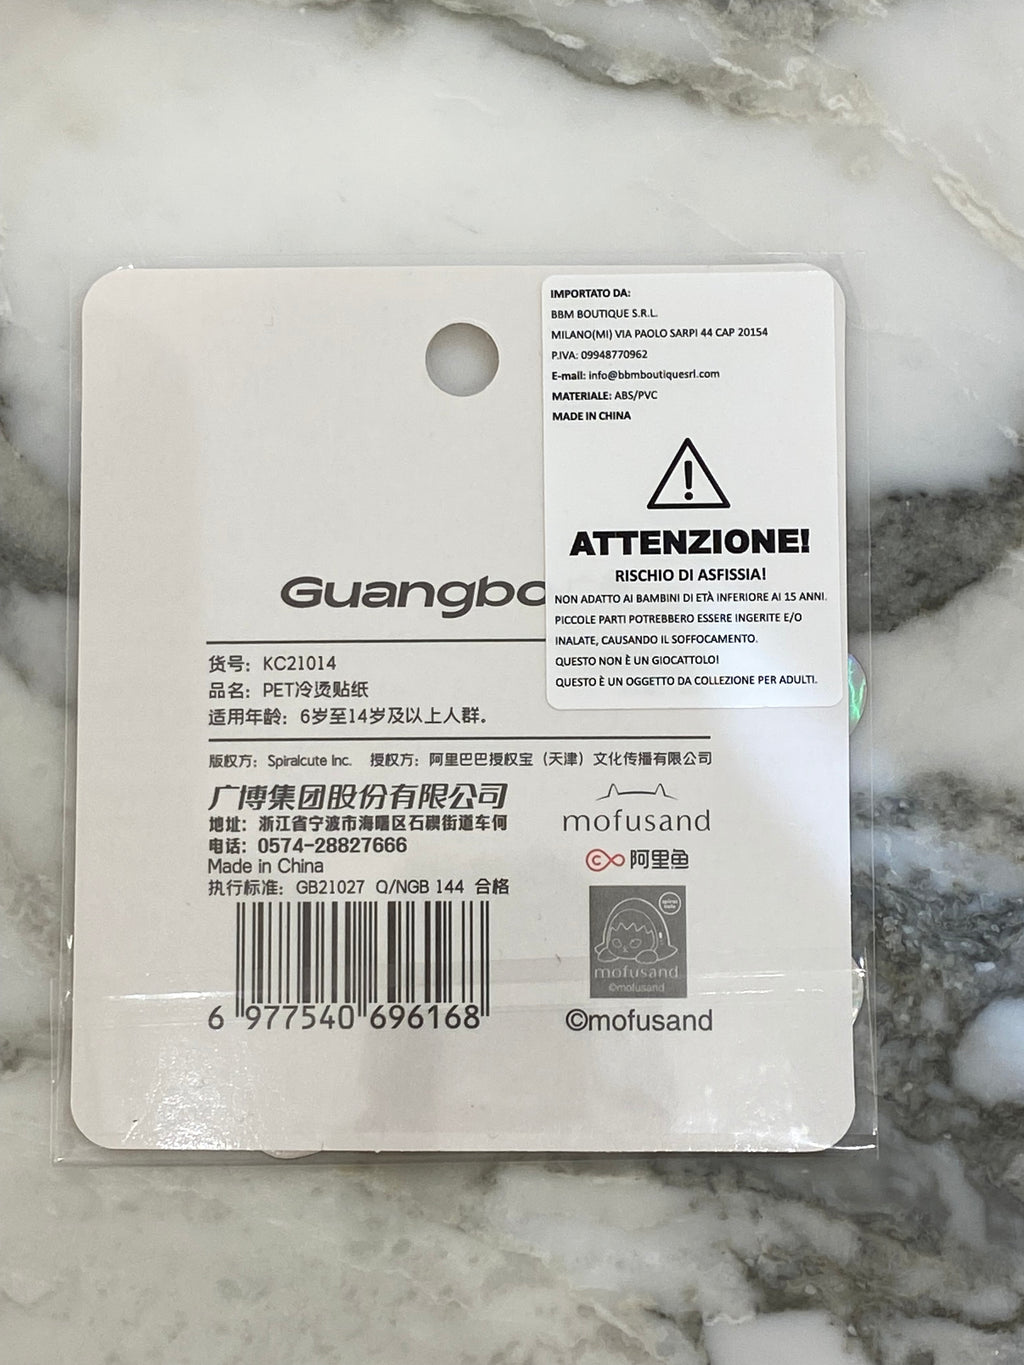 IMPORTATO DA:
BBM BOUTIQUE S.R.L.
MILANO(MI) VIA PAOLO SARPI 44 CAP 20154
P.IVA: 09948770962
E-mail: info@bbmboutiquesrl.com
MATERIALE: ABS/PVC
MADE IN CHINA
ATTENZIONE!
RISCHIO DI ASFISSIA!
NON ADATTO AI BAMBINI DI ETÀ INFERIORE AI 15 ANNI.
PICCOLE PARTI POTREBBERO ESSERE INGERITE E/O
INALATE, CAUSANDO IL SOFFOCAMENTO.
QUESTO NON È UN GIOCATTOLO!
QUESTO È UN OGGETTO DA COLLEZIONE PER ADULTI.
Guangbo
货号：KC21014
品名：PET冷烫贴纸
适用年龄：6岁至14岁及以上人群。
版权方：Spiralcute Inc. 授权方：阿里巴巴授权宝（天津）文化传播有限公司
广博集团股份有限公司
地址：浙江省宁波市海曙区石碶街道车何
电话：0574-28827666
Made in China
执行标准：GB21027 Q/NGB 144 合格
6 977540 696168
mofusand
阿里鱼
mofusand
©mofusand
©mofusand